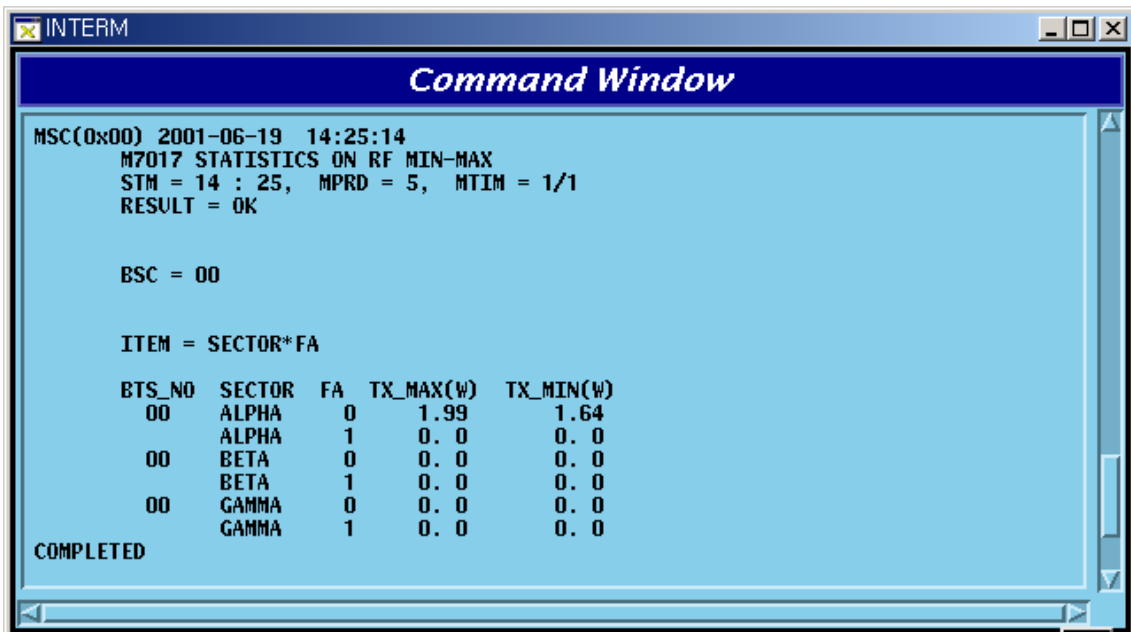 INTERM
Command Window
MSC(0x00) 2001-06-19 14:25:14
M7017 STATISTICS ON RF MIN-MAX
STM = 14 : 25, MPRD = 5, MTIM = 1/1
RESULT = OK
BSC = 00
ITEM = SECTOR*FA
BTS_NO SECTOR FA TX_MAX(W) TX_MIN(W)
00 ALPHA 0 1.99 1.64
ALPHA 1 0. 0 0. 0
00 BETA 0 0. 0 0. 0
BETA 1 0. 0 0. 0
00 GAMMA 0 0. 0 0. 0
GAMMA 1 0. 0 0. 0
COMPLETED